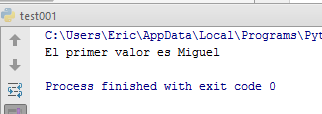 test001
C:\Users\Eric\AppData\Local\Programs\Pyt
El primer valor es Miguel
Process finished with exit code 0